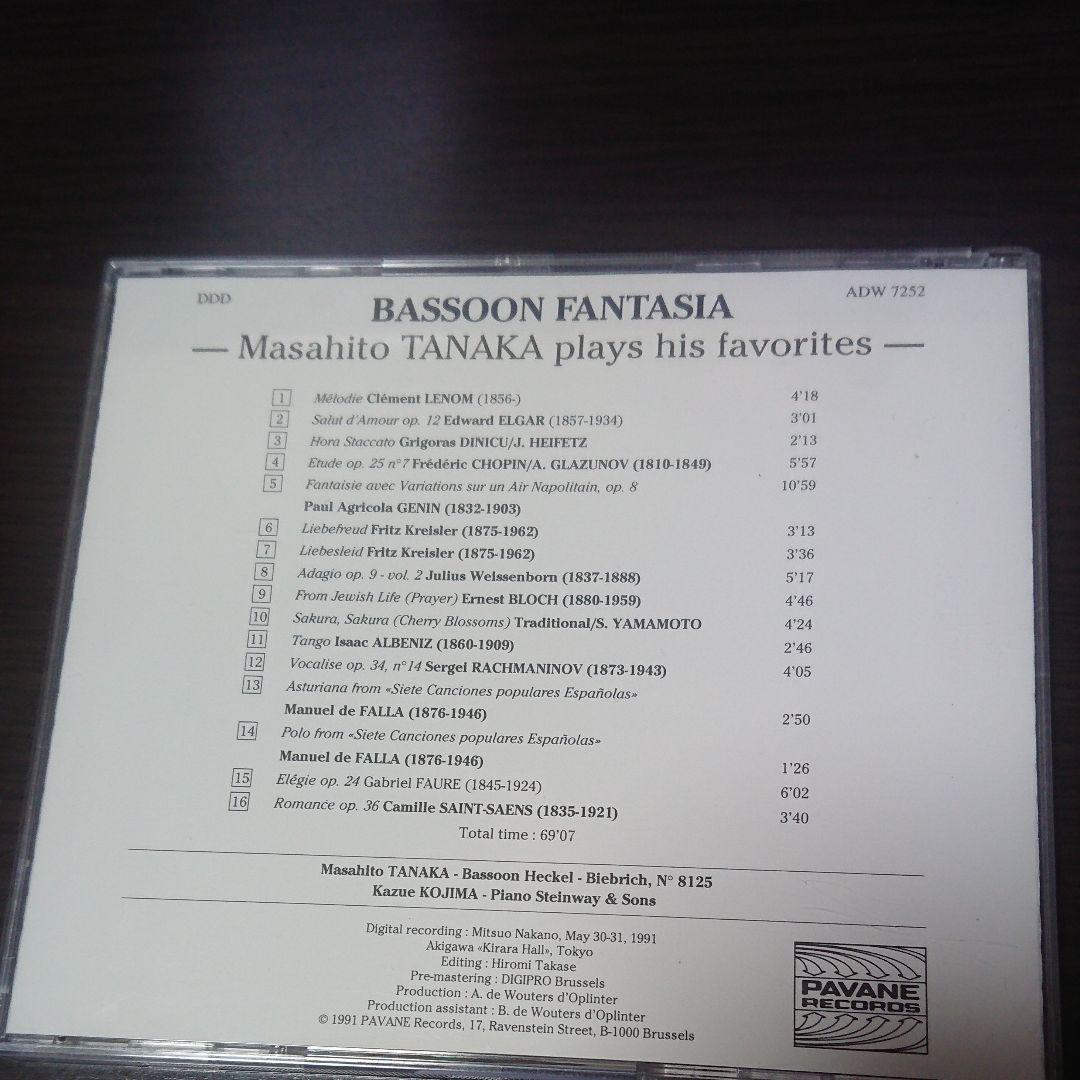 DDD
ADW 7252
BASSOON FANTASIA
— Masahito TANAKA plays his favorites —
1 Mélodie Clément LENOM (1856-) 4'18
2 Salut d'Amour op. 12 Edward ELGAR (1857-1934) 3'01
3 Hora Staccato Grigoras DINICU/J. HEIFETZ 2'13
4 Etude op. 25 n°7 Frédéric CHOPIN/A. GLAZUNOV (1810-1849) 5'57
5 Fantaisie avec Variations sur un Air Napolitain, op. 8 10'59
Paul Agricola GENIN (1832-1903)
6 Liebefreud Fritz Kreisler (1875-1962) 3'13
7 Liebesleid Fritz Kreisler (1875-1962) 3'36
8 Adagio op. 9 - vol. 2 Julius Weissenborn (1837-1888) 5'17
9 From Jewish Life (Prayer) Ernest BLOCH (1880-1959) 4'46
10 Sakura, Sakura (Cherry Blossoms) Traditional/S. YAMAMOTO 4'24
11 Tango Isaac ALBENIZ (1860-1909) 2'46
12 Vocalise op. 34, n°14 Sergei RACHMANINOV (1873-1943) 4'05
13 Asturiana from «Siete Canciones populares Españolas»
Manuel de FALLA (1876-1946) 2'50
14 Polo from «Siete Canciones populares Españolas»
Manuel de FALLA (1876-1946) 1'26
15 Elégie op. 24 Gabriel FAURE (1845-1924) 6'02
16 Romance op. 36 Camille SAINT-SAENS (1835-1921) 3'40
Total time : 69'07
Masahito TANAKA - Bassoon Heckel - Biebrich, N° 8125
Kazue KOJIMA - Piano Steinway & Sons
Digital recording : Mitsuo Nakano, May 30-31, 1991
Akigawa «Kirara Hall», Tokyo
Editing : Hiromi Takase
Pre-mastering : DIGIPRO Brussels
Production : A. de Wouters d'Oplinter
Production assistant : B. de Wouters d'Oplinter
© 1991 PAVANE Records, 17, Ravenstein Street, B-1000 Brussels
PAVANE
RECORDS